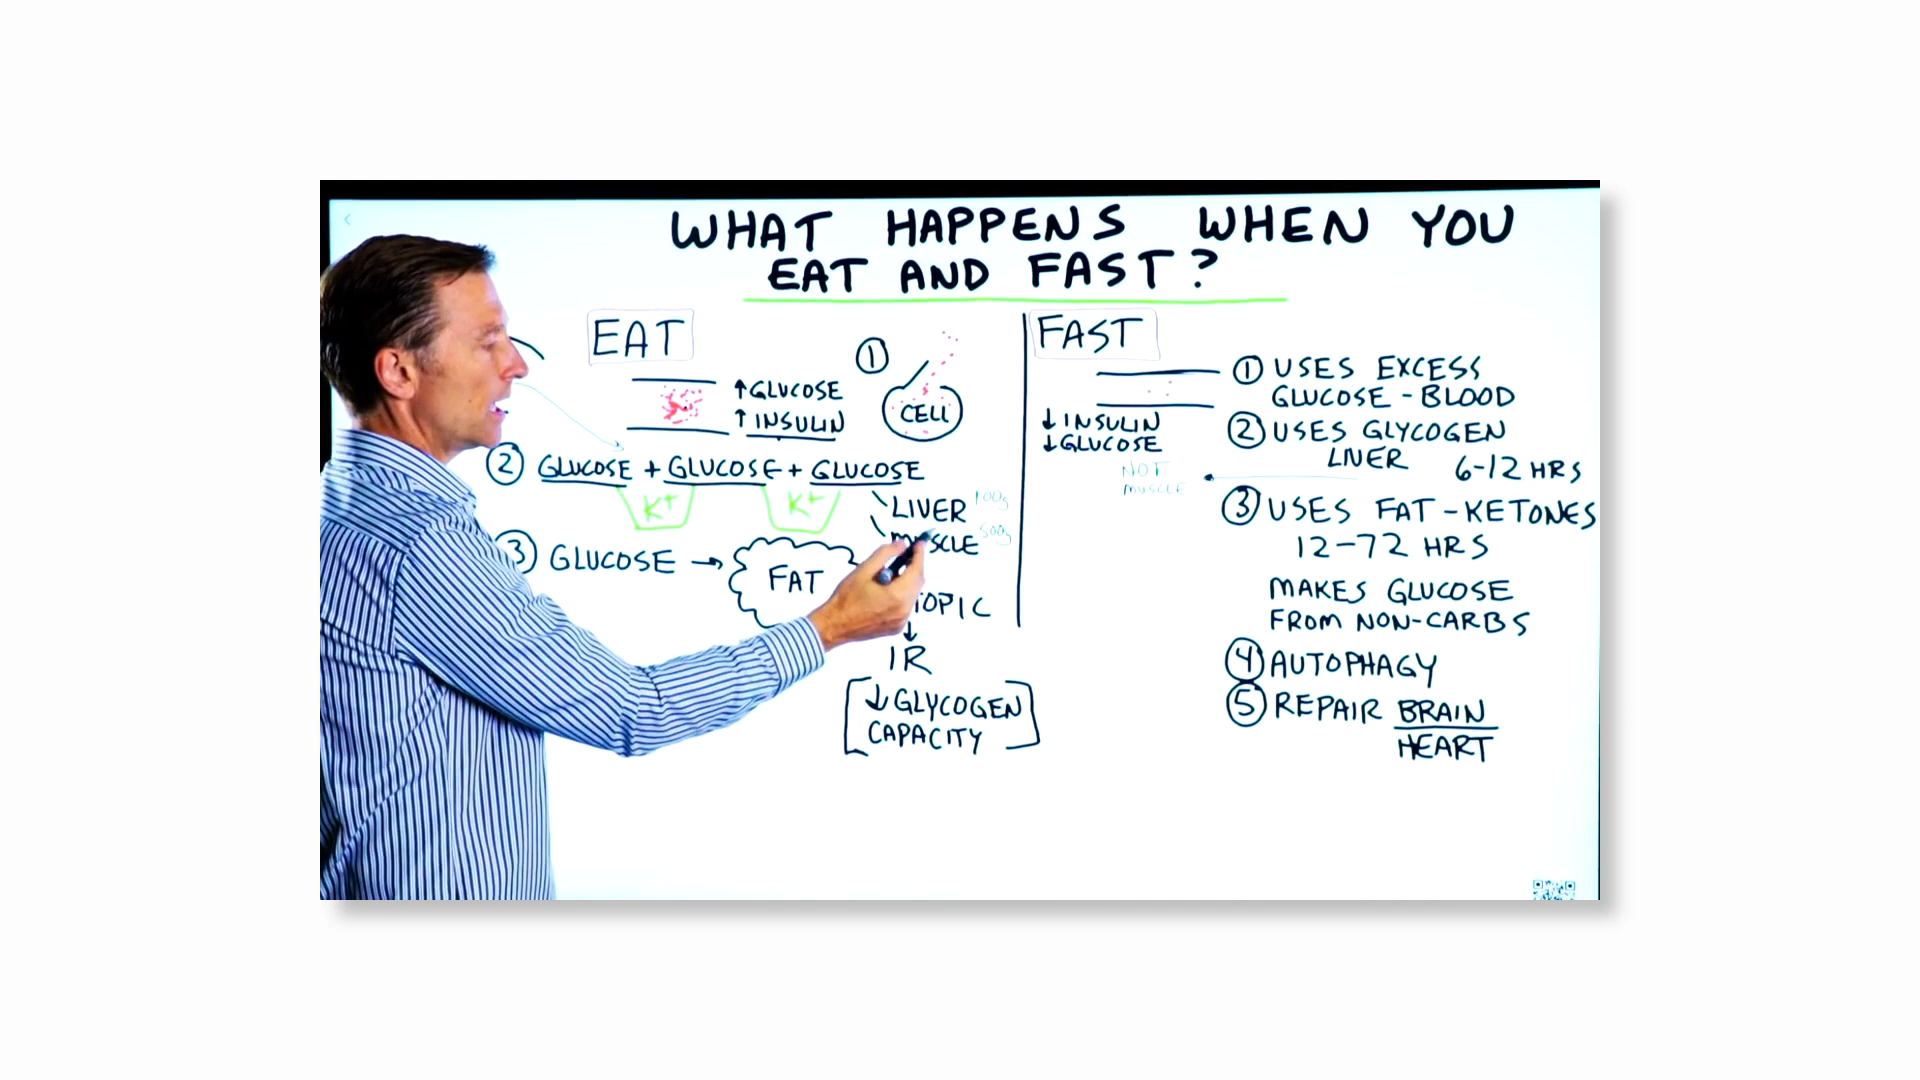 WHAT HAPPENS WHEN YOU
EAT AND FAST?
EAT
↑ GLUCOSE
↑ INSULIN
① CELL
② GLUCOSE + GLUCOSE + GLUCOSE
K+ K+
LIVER 100g
MUSCLE 500g
③ GLUCOSE → FAT
TOPIC
↓
IR
[↓ GLYCOGEN
CAPACITY]
FAST
↓ INSULIN
↓ GLUCOSE
NOT
MUSCLE
① USES EXCESS
GLUCOSE - BLOOD
② USES GLYCOGEN
LIVER 6-12 HRS
③ USES FAT - KETONES
12-72 HRS
MAKES GLUCOSE
FROM NON-CARBS
④ AUTOPHAGY
⑤ REPAIR BRAIN
HEART